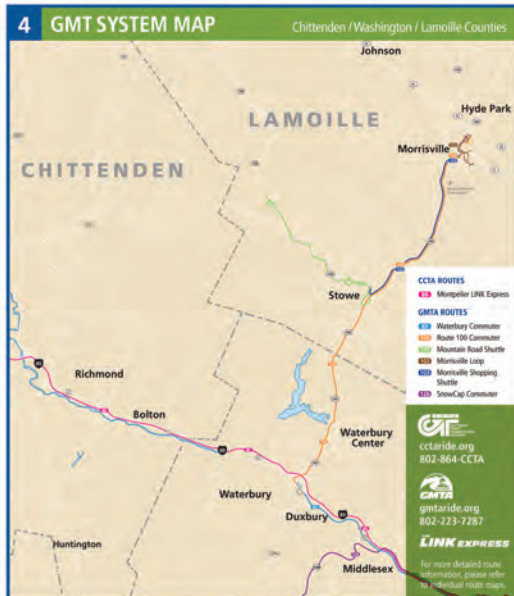 4 GMT SYSTEM MAP Chittenden / Washington / Lamoille Counties
Johnson
Hyde Park
LAMOILLE
Morrisville
CHITTENDEN
Stowe
CCTA ROUTES
86 Montpelier LINK Express
GMTA ROUTES
83 Waterbury Commuter
100 Route 100 Commuter
Mountain Road Shuttle
Morrisville Loop
Morrisville Shopping
Shuttle
SnowCap Commuter
Richmond
Bolton
Waterbury
Center
Waterbury
Duxbury
Huntington
Middlesex
cctaride.org
802-864-CCTA
GMTA
gmtaride.org
802-223-7287
LINK EXPRESS
For more detailed route
information, please refer
to individual route maps.